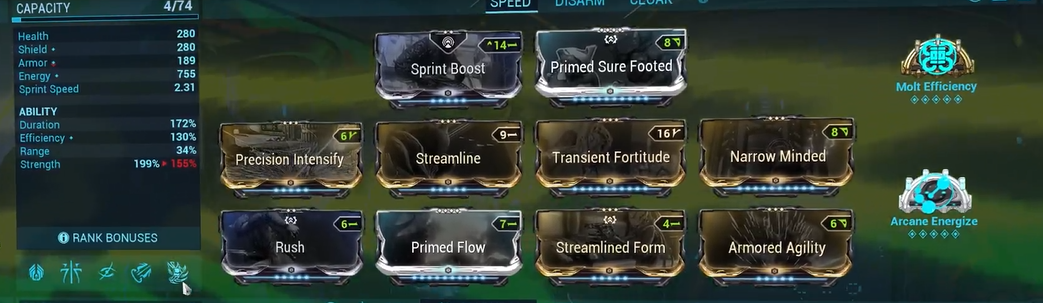 CAPACITY 4/74
SPEED DISARM CLOAK
Health 280
Shield 280
Armor 189
Energy 755
Sprint Speed 2.31
ABILITY
Duration 172%
Efficiency 130%
Range 34%
Strength 199% 155%
RANK BONUSES
14
Sprint Boost
8
Primed Sure Footed
6
Precision Intensify
9
Streamline
16
Transient Fortitude
8
Narrow Minded
6
Rush
7
Primed Flow
4
Streamlined Form
6
Armored Agility
Molt Efficiency
Arcane Energize